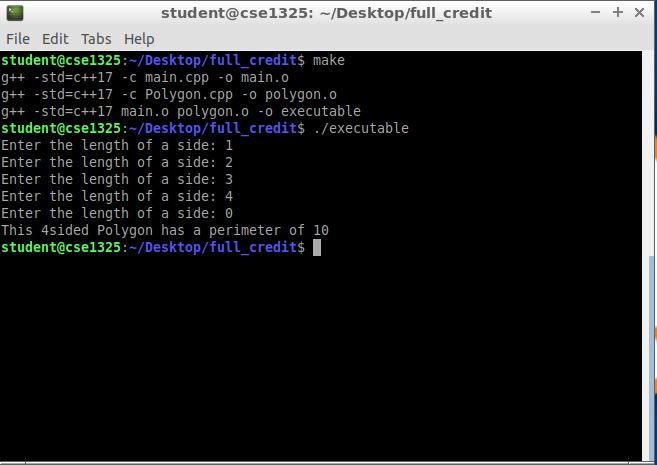 student@cse1325: ~/Desktop/full_credit
File Edit Tabs Help
student@cse1325:~/Desktop/full_credit$ make
g++ -std=c++17 -c main.cpp -o main.o
g++ -std=c++17 -c Polygon.cpp -o polygon.o
g++ -std=c++17 main.o polygon.o -o executable
student@cse1325:~/Desktop/full_credit$ ./executable
Enter the length of a side: 1
Enter the length of a side: 2
Enter the length of a side: 3
Enter the length of a side: 4
Enter the length of a side: 0
This 4sided Polygon has a perimeter of 10
student@cse1325:~/Desktop/full_credit$